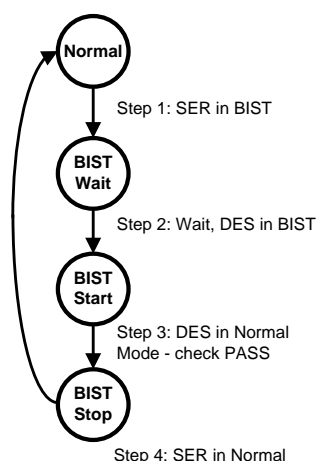 Normal
Step 1: SER in BIST
BIST
Wait
Step 2: Wait, DES in BIST
BIST
Start
Step 3: DES in Normal
Mode - check PASS
BIST
Stop
Step 4: SER in Normal